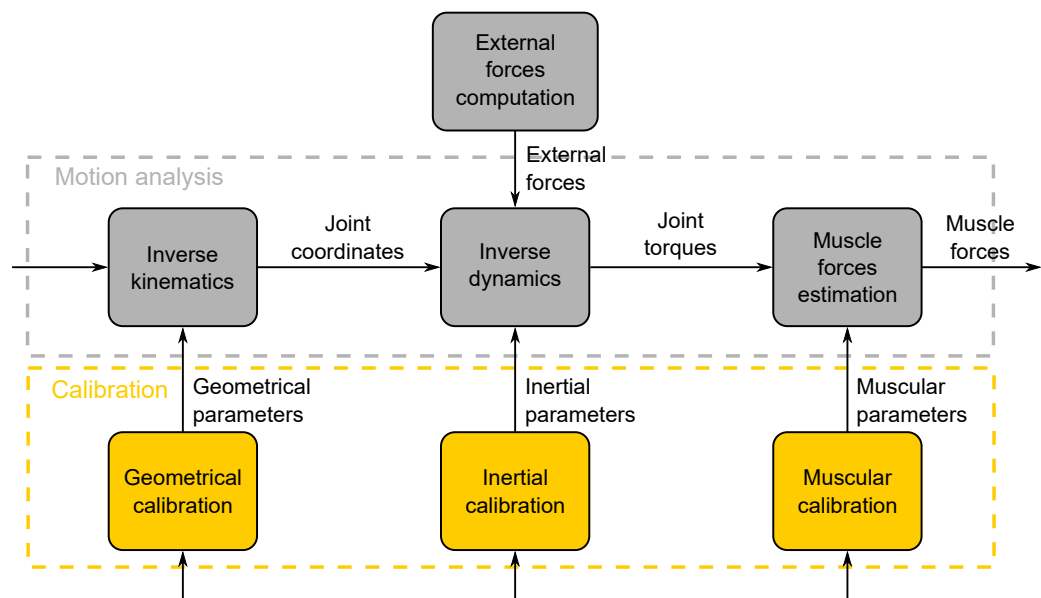 External
forces
computation
External
forces
Motion analysis
Inverse
kinematics
Joint
coordinates
Inverse
dynamics
Joint
torques
Muscle
forces
estimation
Muscle
forces
Calibration
Geometrical
parameters
Inertial
parameters
Muscular
parameters
Geometrical
calibration
Inertial
calibration
Muscular
calibration